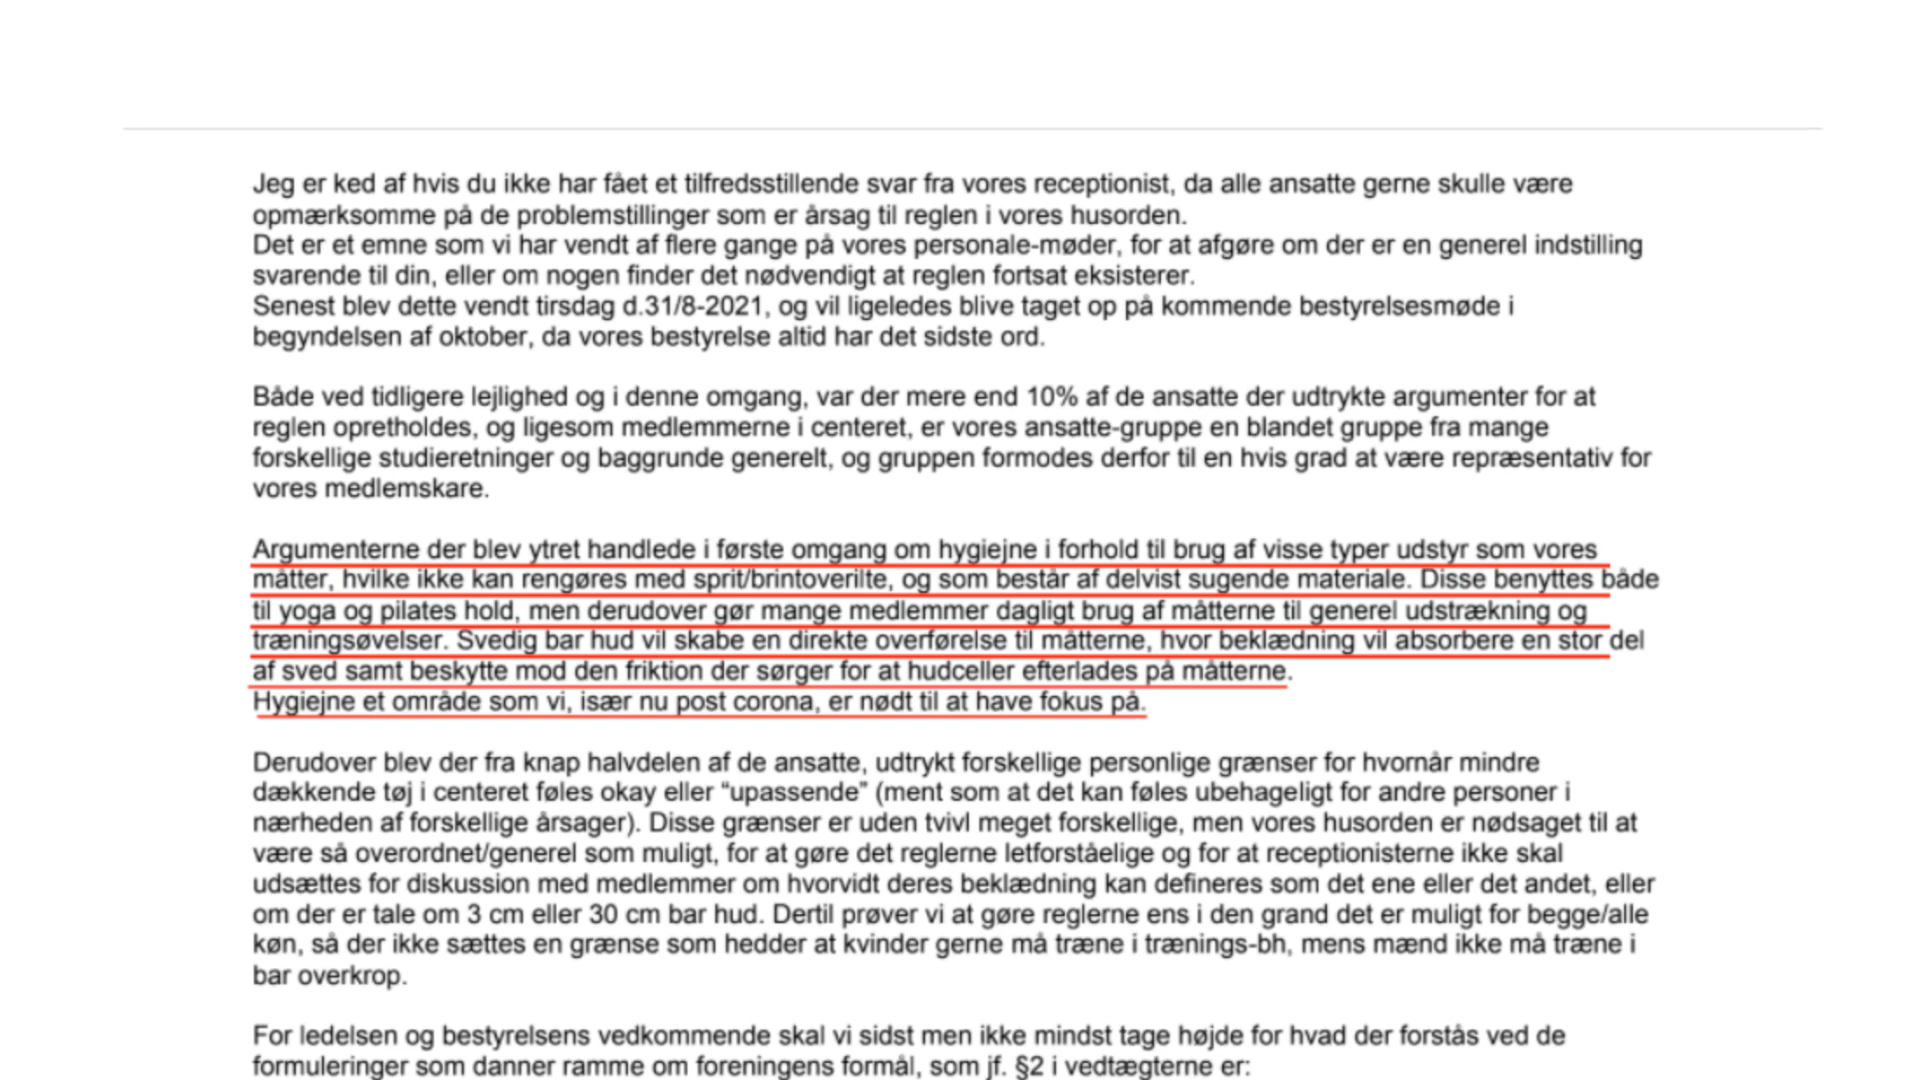 Jeg er ked af hvis du ikke har fået et tilfredsstillende svar fra vores receptionist, da alle ansatte gerne skulle være
opmærksomme på de problemstillinger som er årsag til reglen i vores husorden.
Det er et emne som vi har vendt af flere gange på vores personale-møder, for at afgøre om der er en generel indstilling
svarende til din, eller om nogen finder det nødvendigt at reglen fortsat eksisterer.
Senest blev dette vendt tirsdag d.31/8-2021, og vil ligeledes blive taget op på kommende bestyrelsesmøde i
begyndelsen af oktober, da vores bestyrelse altid har det sidste ord.
Både ved tidligere lejlighed og i denne omgang, var der mere end 10% af de ansatte der udtrykte argumenter for at
reglen opretholdes, og ligesom medlemmerne i centeret, er vores ansatte-gruppe en blandet gruppe fra mange
forskellige studieretninger og baggrunde generelt, og gruppen formodes derfor til en hvis grad at være repræsentativ for
vores medlemskare.
Argumenterne der blev ytret handlede i første omgang om hygiejne i forhold til brug af visse typer udstyr som vores
måtter, hvilke ikke kan rengøres med sprit/brintoverilte, og som består af delvist sugende materiale. Disse benyttes både
til yoga og pilates hold, men derudover gør mange medlemmer dagligt brug af måtterne til generel udstrækning og
træningsøvelser. Svedig bar hud vil skabe en direkte overførelse til måtterne, hvor beklædning vil absorbere en stor del
af sved samt beskytte mod den friktion der sørger for at hudceller efterlades på måtterne.
Hygiejne et område som vi, især nu post corona, er nødt til at have fokus på.
Derudover blev der fra knap halvdelen af de ansatte, udtrykt forskellige personlige grænser for hvornår mindre
dækkende tøj i centeret føles okay eller “upassende” (ment som at det kan føles ubehageligt for andre personer i
nærheden af forskellige årsager). Disse grænser er uden tvivl meget forskellige, men vores husorden er nødsaget til at
være så overordnet/generel som muligt, for at gøre det reglerne letforståelige og for at receptionisterne ikke skal
udsættes for diskussion med medlemmer om hvorvidt deres beklædning kan defineres som det ene eller det andet, eller
om der er tale om 3 cm eller 30 cm bar hud. Dertil prøver vi at gøre reglerne ens i den grand det er muligt for begge/alle
køn, så der ikke sættes en grænse som hedder at kvinder gerne må træne i trænings-bh, mens mænd ikke må træne i
bar overkrop.
For ledelsen og bestyrelsens vedkommende skal vi sidst men ikke mindst tage højde for hvad der forstås ved de
formuleringer som danner ramme om foreningens formål, som jf. §2 i vedtægterne er: